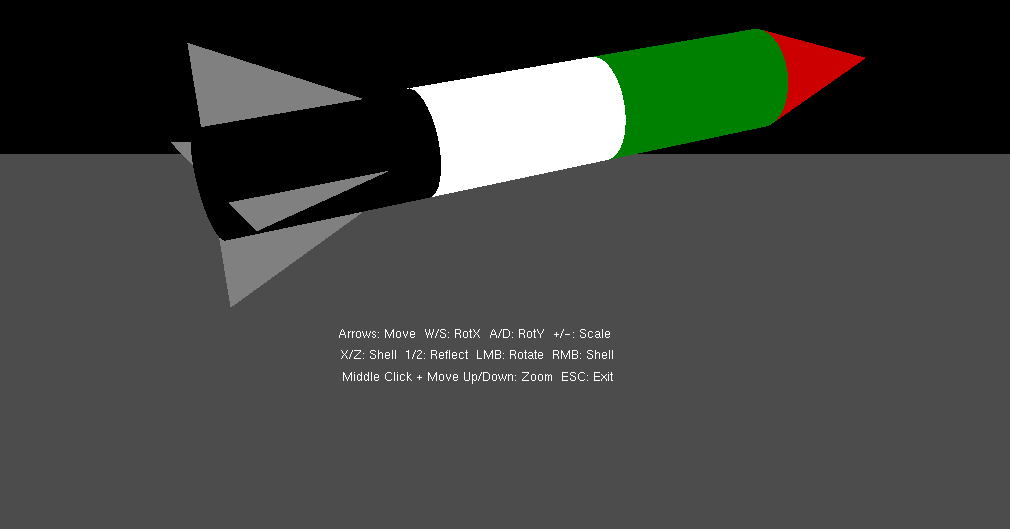 Arrows: Move  W/S: RotX  A/D: RotY  +/-: Scale
X/Z: Shell  1/2: Reflect  LMB: Rotate  RMB: Shell
Middle Click + Move Up/Down: Zoom  ESC: Exit